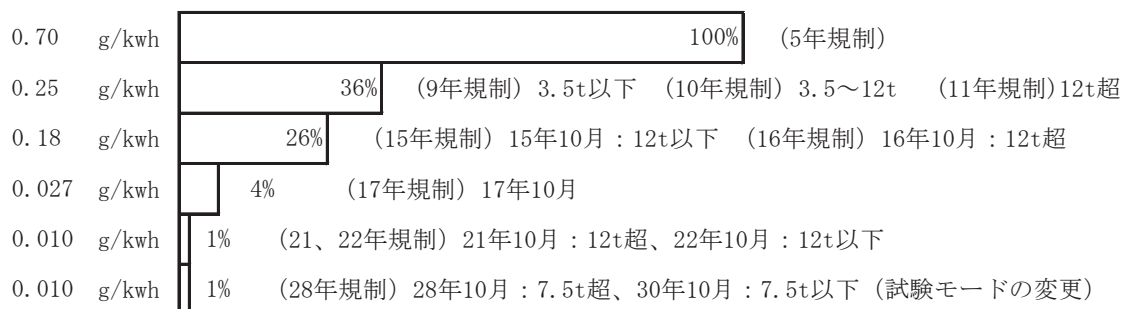 0.70 g/kwh 100% (5年規制)
0.25 g/kwh 36% (9年規制) 3.5t以下 (10年規制) 3.5～12t (11年規制)12t超
0.18 g/kwh 26% (15年規制) 15年10月：12t以下 (16年規制) 16年10月：12t超
0.027 g/kwh 4% (17年規制) 17年10月
0.010 g/kwh 1% (21、22年規制) 21年10月：12t超、22年10月：12t以下
0.010 g/kwh 1% (28年規制) 28年10月：7.5t超、30年10月：7.5t以下 (試験モードの変更)